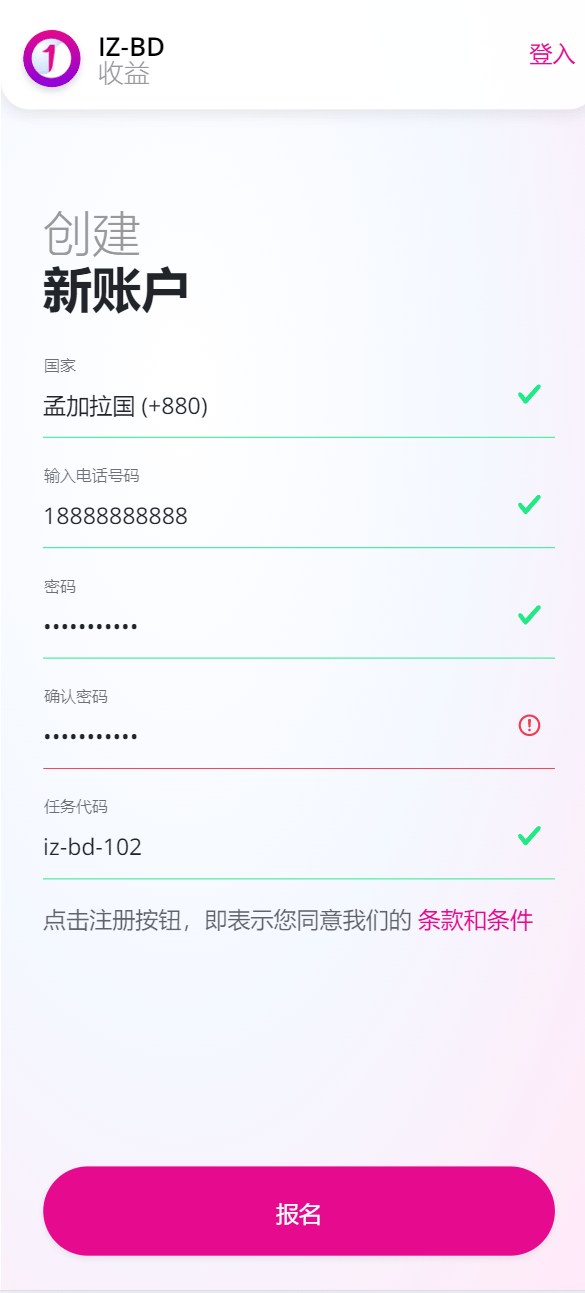 1
IZ-BD
收益
登入
创建
新账户
国家
孟加拉国 (+880)
输入电话号码
18888888888
密码
•••••••••••
确认密码
•••••••••••
任务代码
iz-bd-102
点击注册按钮，即表示您同意我们的 条款和条件
报名